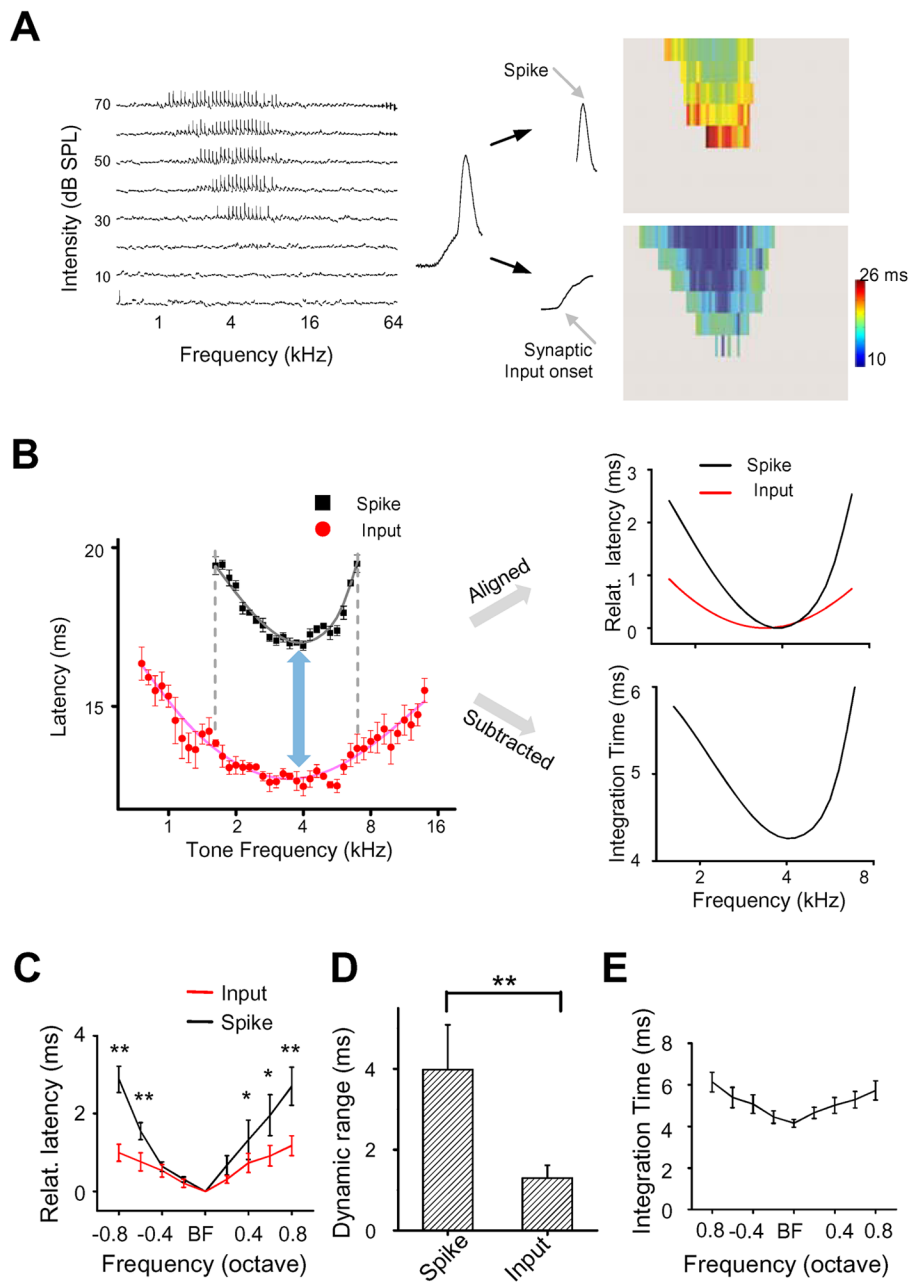 A
Spike
70
50
30
10
Intensity (dB SPL)
1 4 16 64
Frequency (kHz)
Synaptic
Input onset
26 ms
10
B
Spike
Input
20
15
Latency (ms)
1 2 4 8 16
Tone Frequency (kHz)
Aligned
Subtracted
Spike
Input
3
2
1
0
Relat. latency (ms)
6
5
4
Integration Time (ms)
2 4 8
Frequency (kHz)
C
Input
Spike
4
2
0
Relat. latency (ms)
** ** * * **
-0.8 -0.4 BF 0.4 0.8
Frequency (octave)
D
**
4
2
0
Dynamic range (ms)
Spike Input
E
8
6
4
2
0
Integration Time (ms)
0.8 -0.4 BF 0.4 0.8
Frequency (octave)